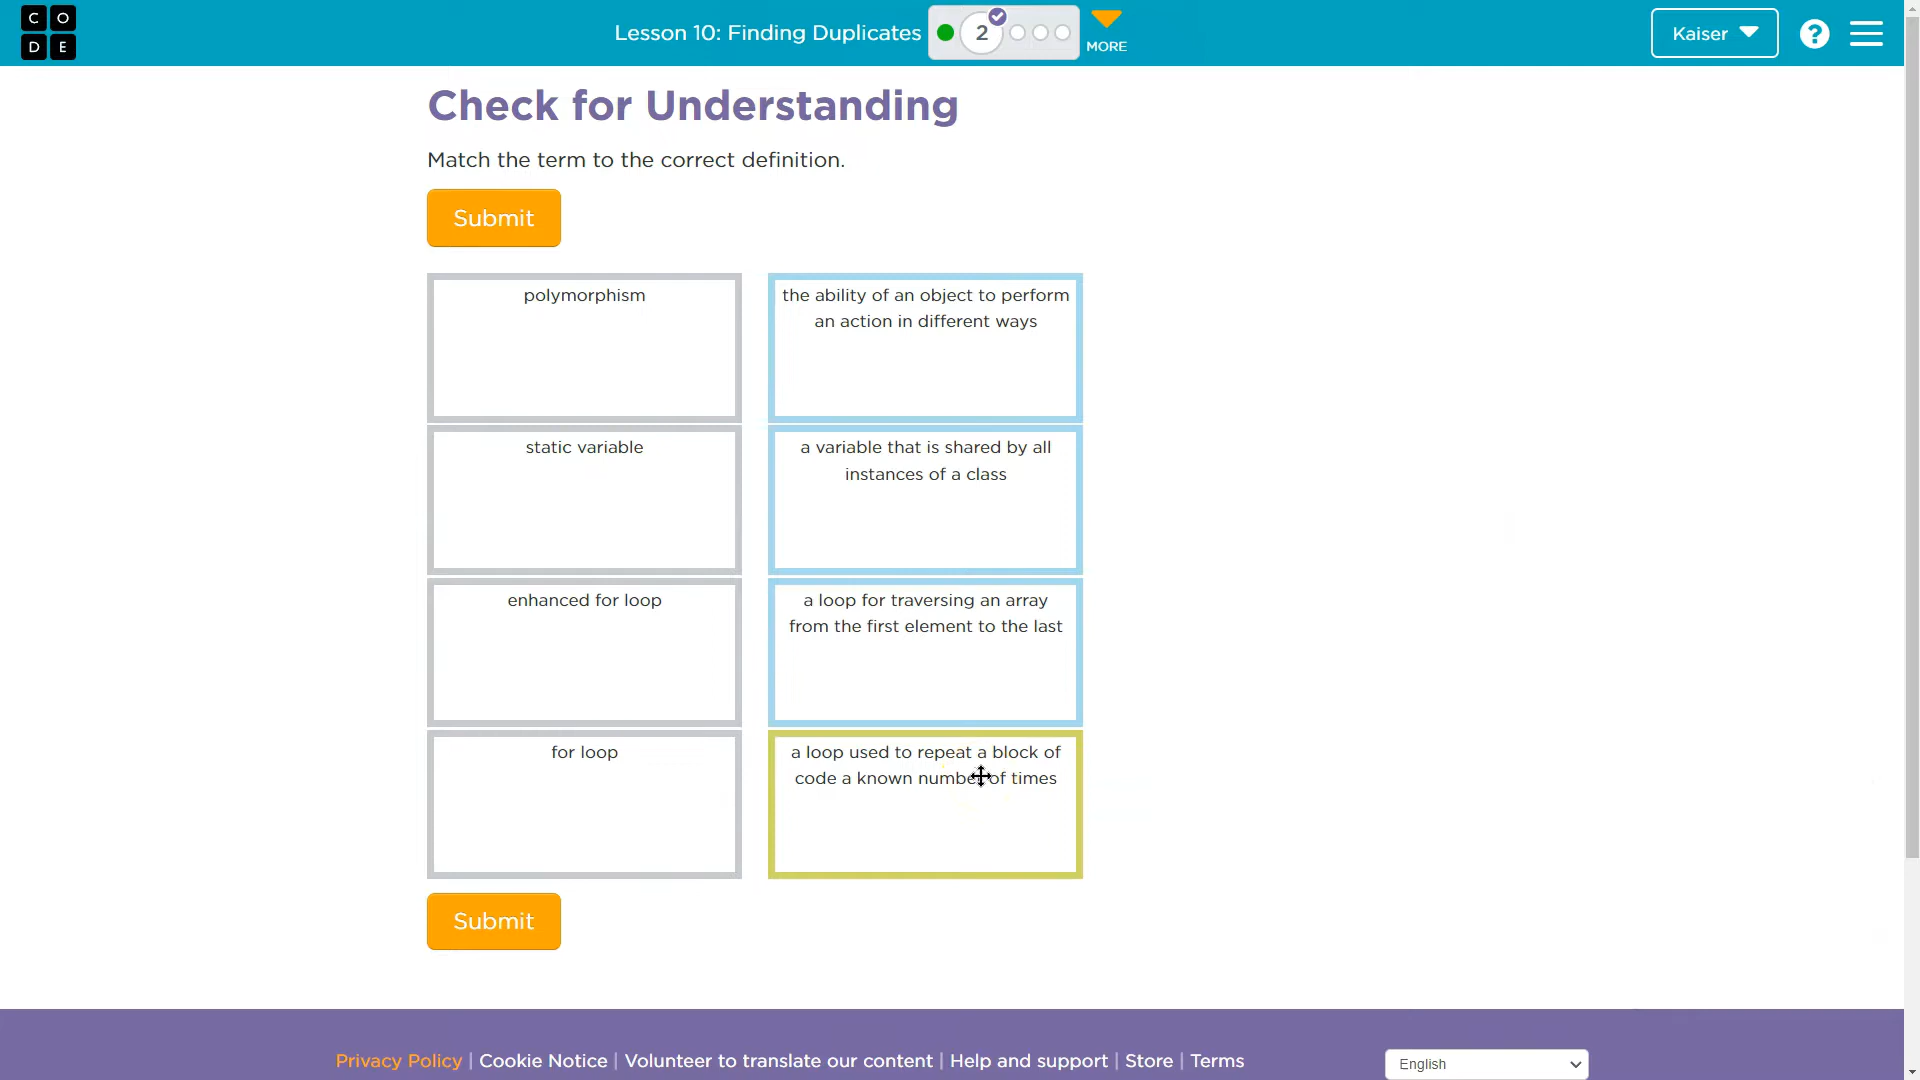 C O
D E
Lesson 10: Finding Duplicates
2
MORE
Kaiser
?
Check for Understanding
Match the term to the correct definition.
Submit
polymorphism
the ability of an object to perform
an action in different ways
static variable
a variable that is shared by all
instances of a class
enhanced for loop
a loop for traversing an array
from the first element to the last
for loop
a loop used to repeat a block of
code a known number of times
Submit
Privacy Policy | Cookie Notice | Volunteer to translate our content | Help and support | Store | Terms
English